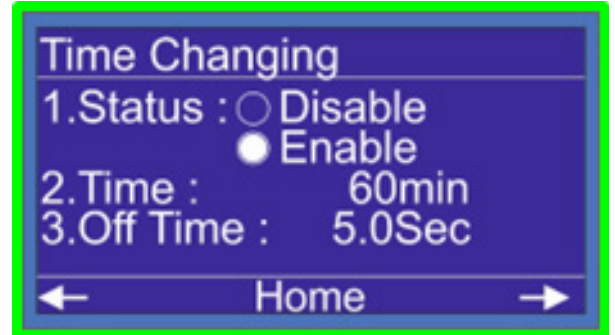 Time Changing
1.Status : Disable
Enable
2.Time : 60min
3.Off Time : 5.0Sec
Home